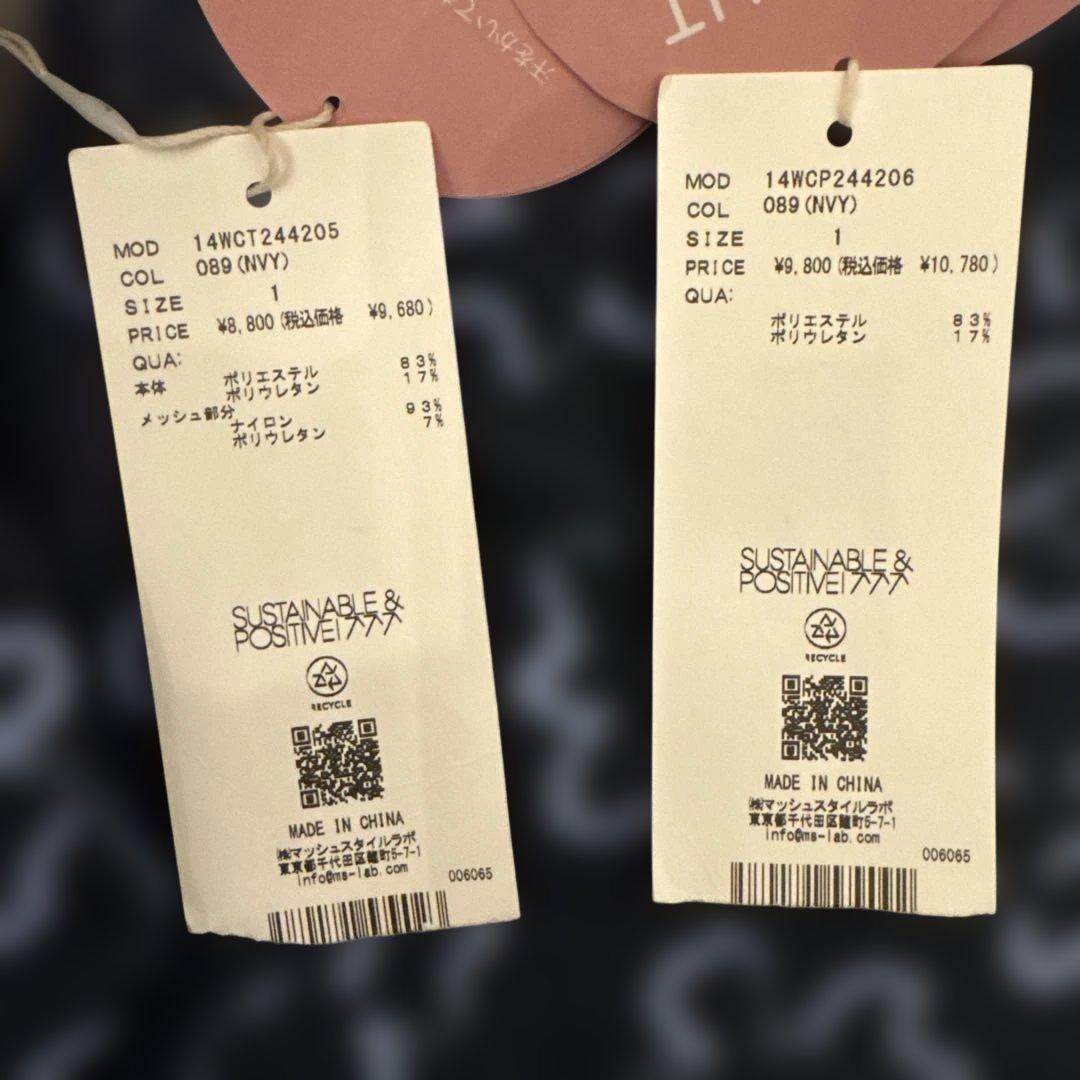 汗をかいても
UT
MOD 14WCT244205
COL 089(NVY)
SIZE 1
PRICE ¥8,800(税込価格 ¥9,680)
QUA:
本体 ポリエステル 83%
ポリウレタン 17%
メッシュ部分
ナイロン 93%
ポリウレタン 7%
SUSTAINABLE &
POSITIVE!
RECYCLE
MADE IN CHINA
㈱マッシュスタイルラボ
東京都千代田区麹町5-7-1
info@ms-lab.com
006065
MOD 14WCP244206
COL 089(NVY)
SIZE 1
PRICE ¥9,800(税込価格 ¥10,780)
QUA:
ポリエステル 83%
ポリウレタン 17%
SUSTAINABLE &
POSITIVE!
RECYCLE
MADE IN CHINA
㈱マッシュスタイルラボ
東京都千代田区麹町5-7-1
info@ms-lab.com
006065